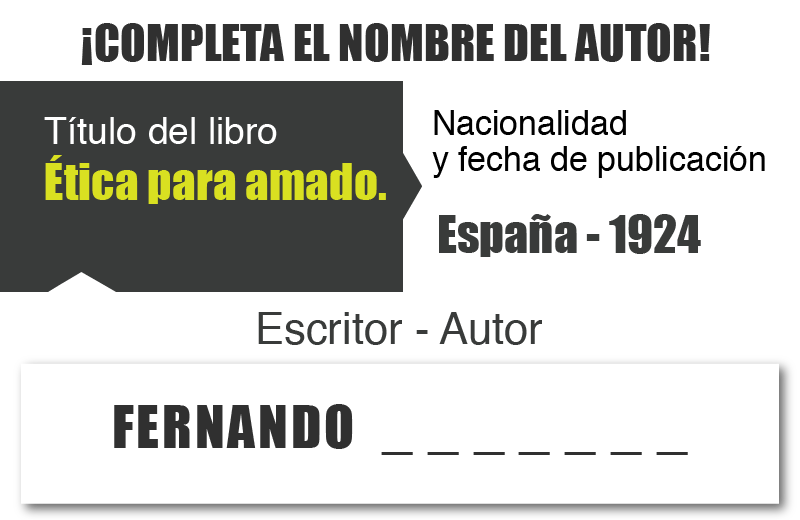 ¡COMPLETA EL NOMBRE DEL AUTOR!
Título del libro
Ética para amado.
Nacionalidad
y fecha de publicación
España - 1924
Escritor - Autor
FERNANDO _ _ _ _ _ _ _